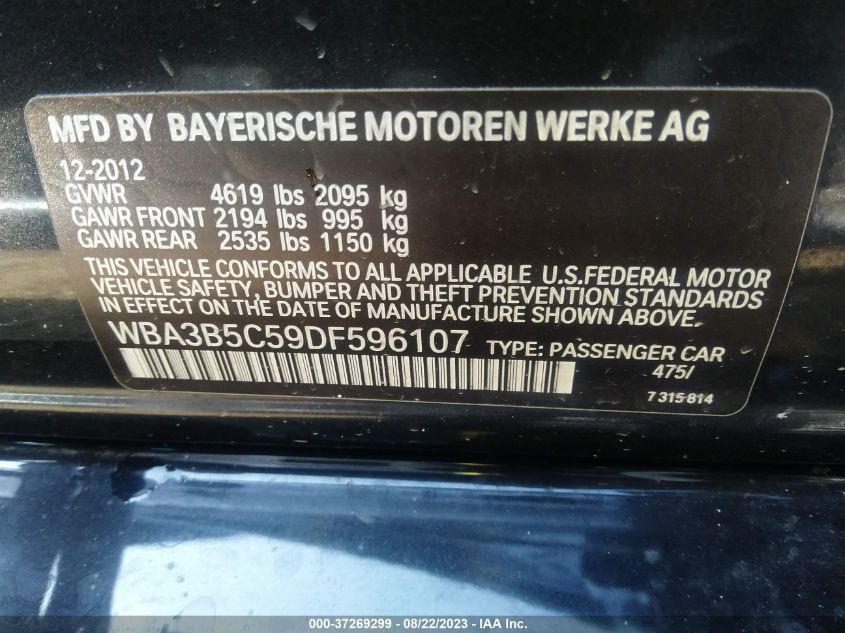 MFD BY BAYERISCHE MOTOREN WERKE AG
12-2012
GVWR 4619 lbs 2095 kg
GAWR FRONT 2194 lbs 995 kg
GAWR REAR 2535 lbs 1150 kg
THIS VEHICLE CONFORMS TO ALL APPLICABLE U.S.FEDERAL MOTOR
VEHICLE SAFETY, BUMPER AND THEFT PREVENTION STANDARDS
IN EFFECT ON THE DATE OF MANUFACTURE SHOWN ABOVE.
WBA3B5C59DF596107 TYPE: PASSENGER CAR
475/
7 315 814
000-37269299 - 08/22/2023 - IAA Inc.